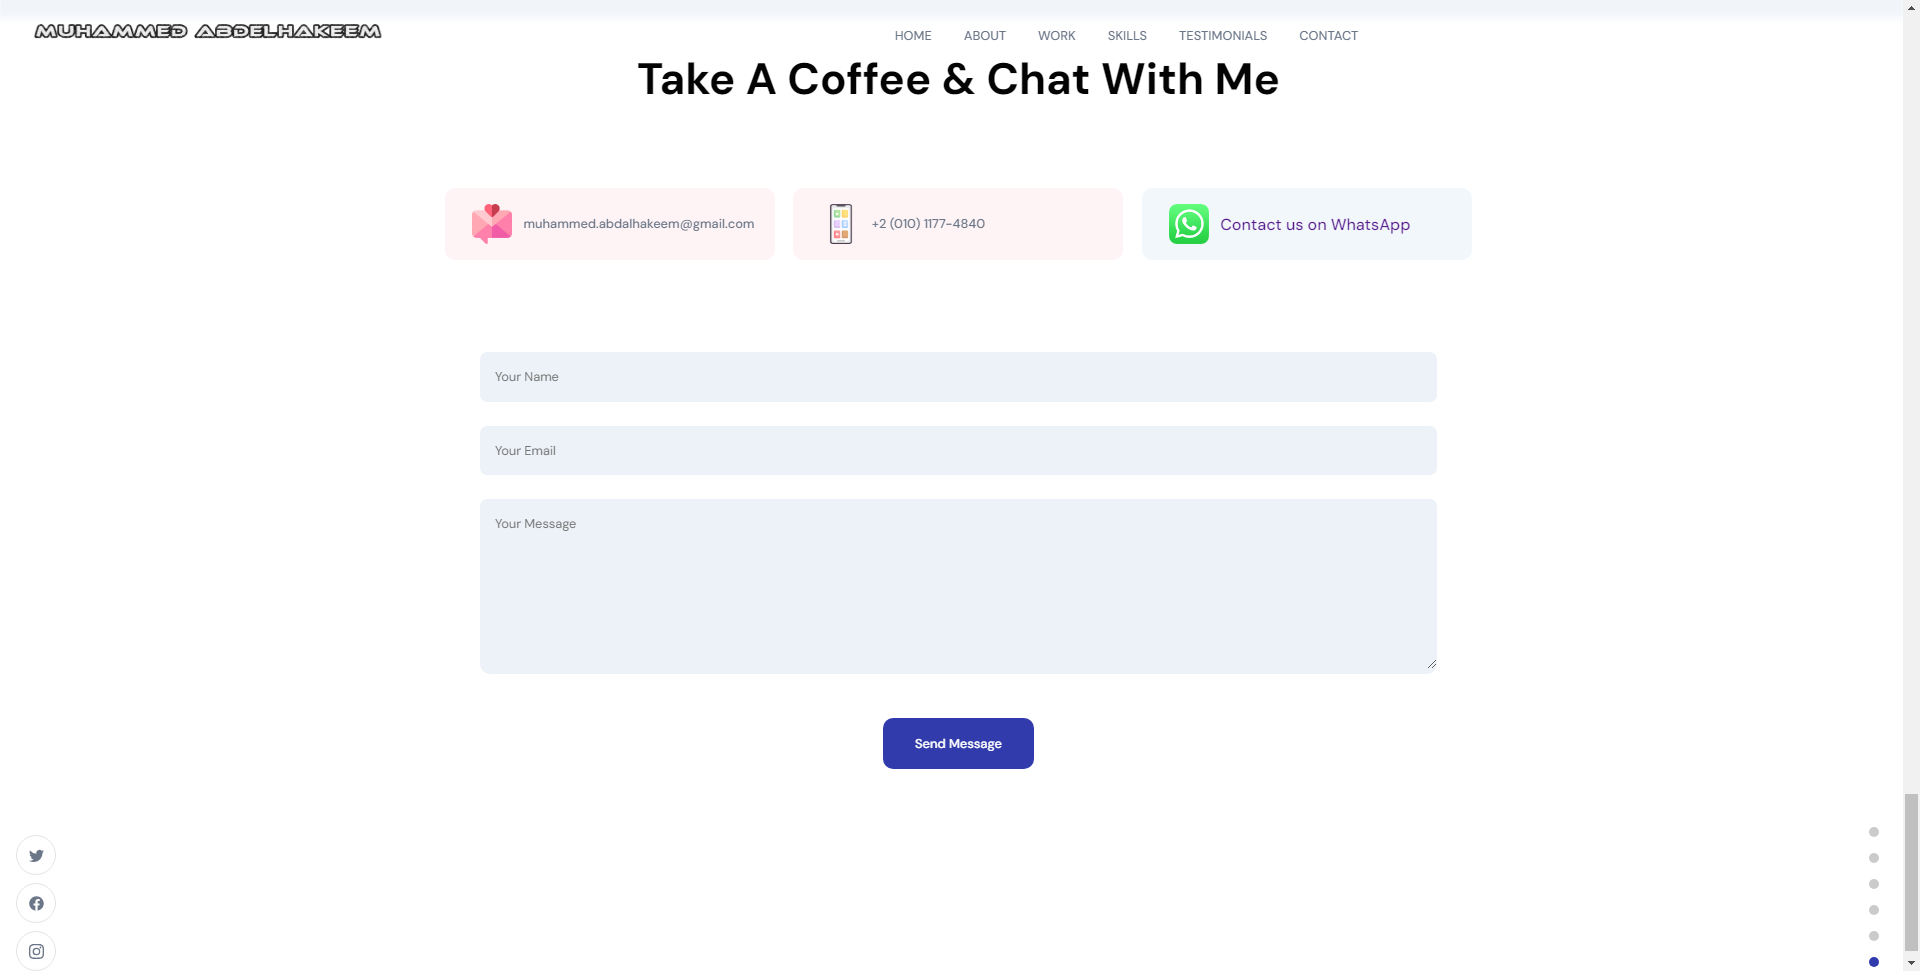 MUHAMMED ABDELHAKEEM
HOME ABOUT WORK SKILLS TESTIMONIALS CONTACT
Take A Coffee & Chat With Me
muhammed.abdalhakeem@gmail.com
+2 (010) 1177-4840
Contact us on WhatsApp
Your Name
Your Email
Your Message
Send Message